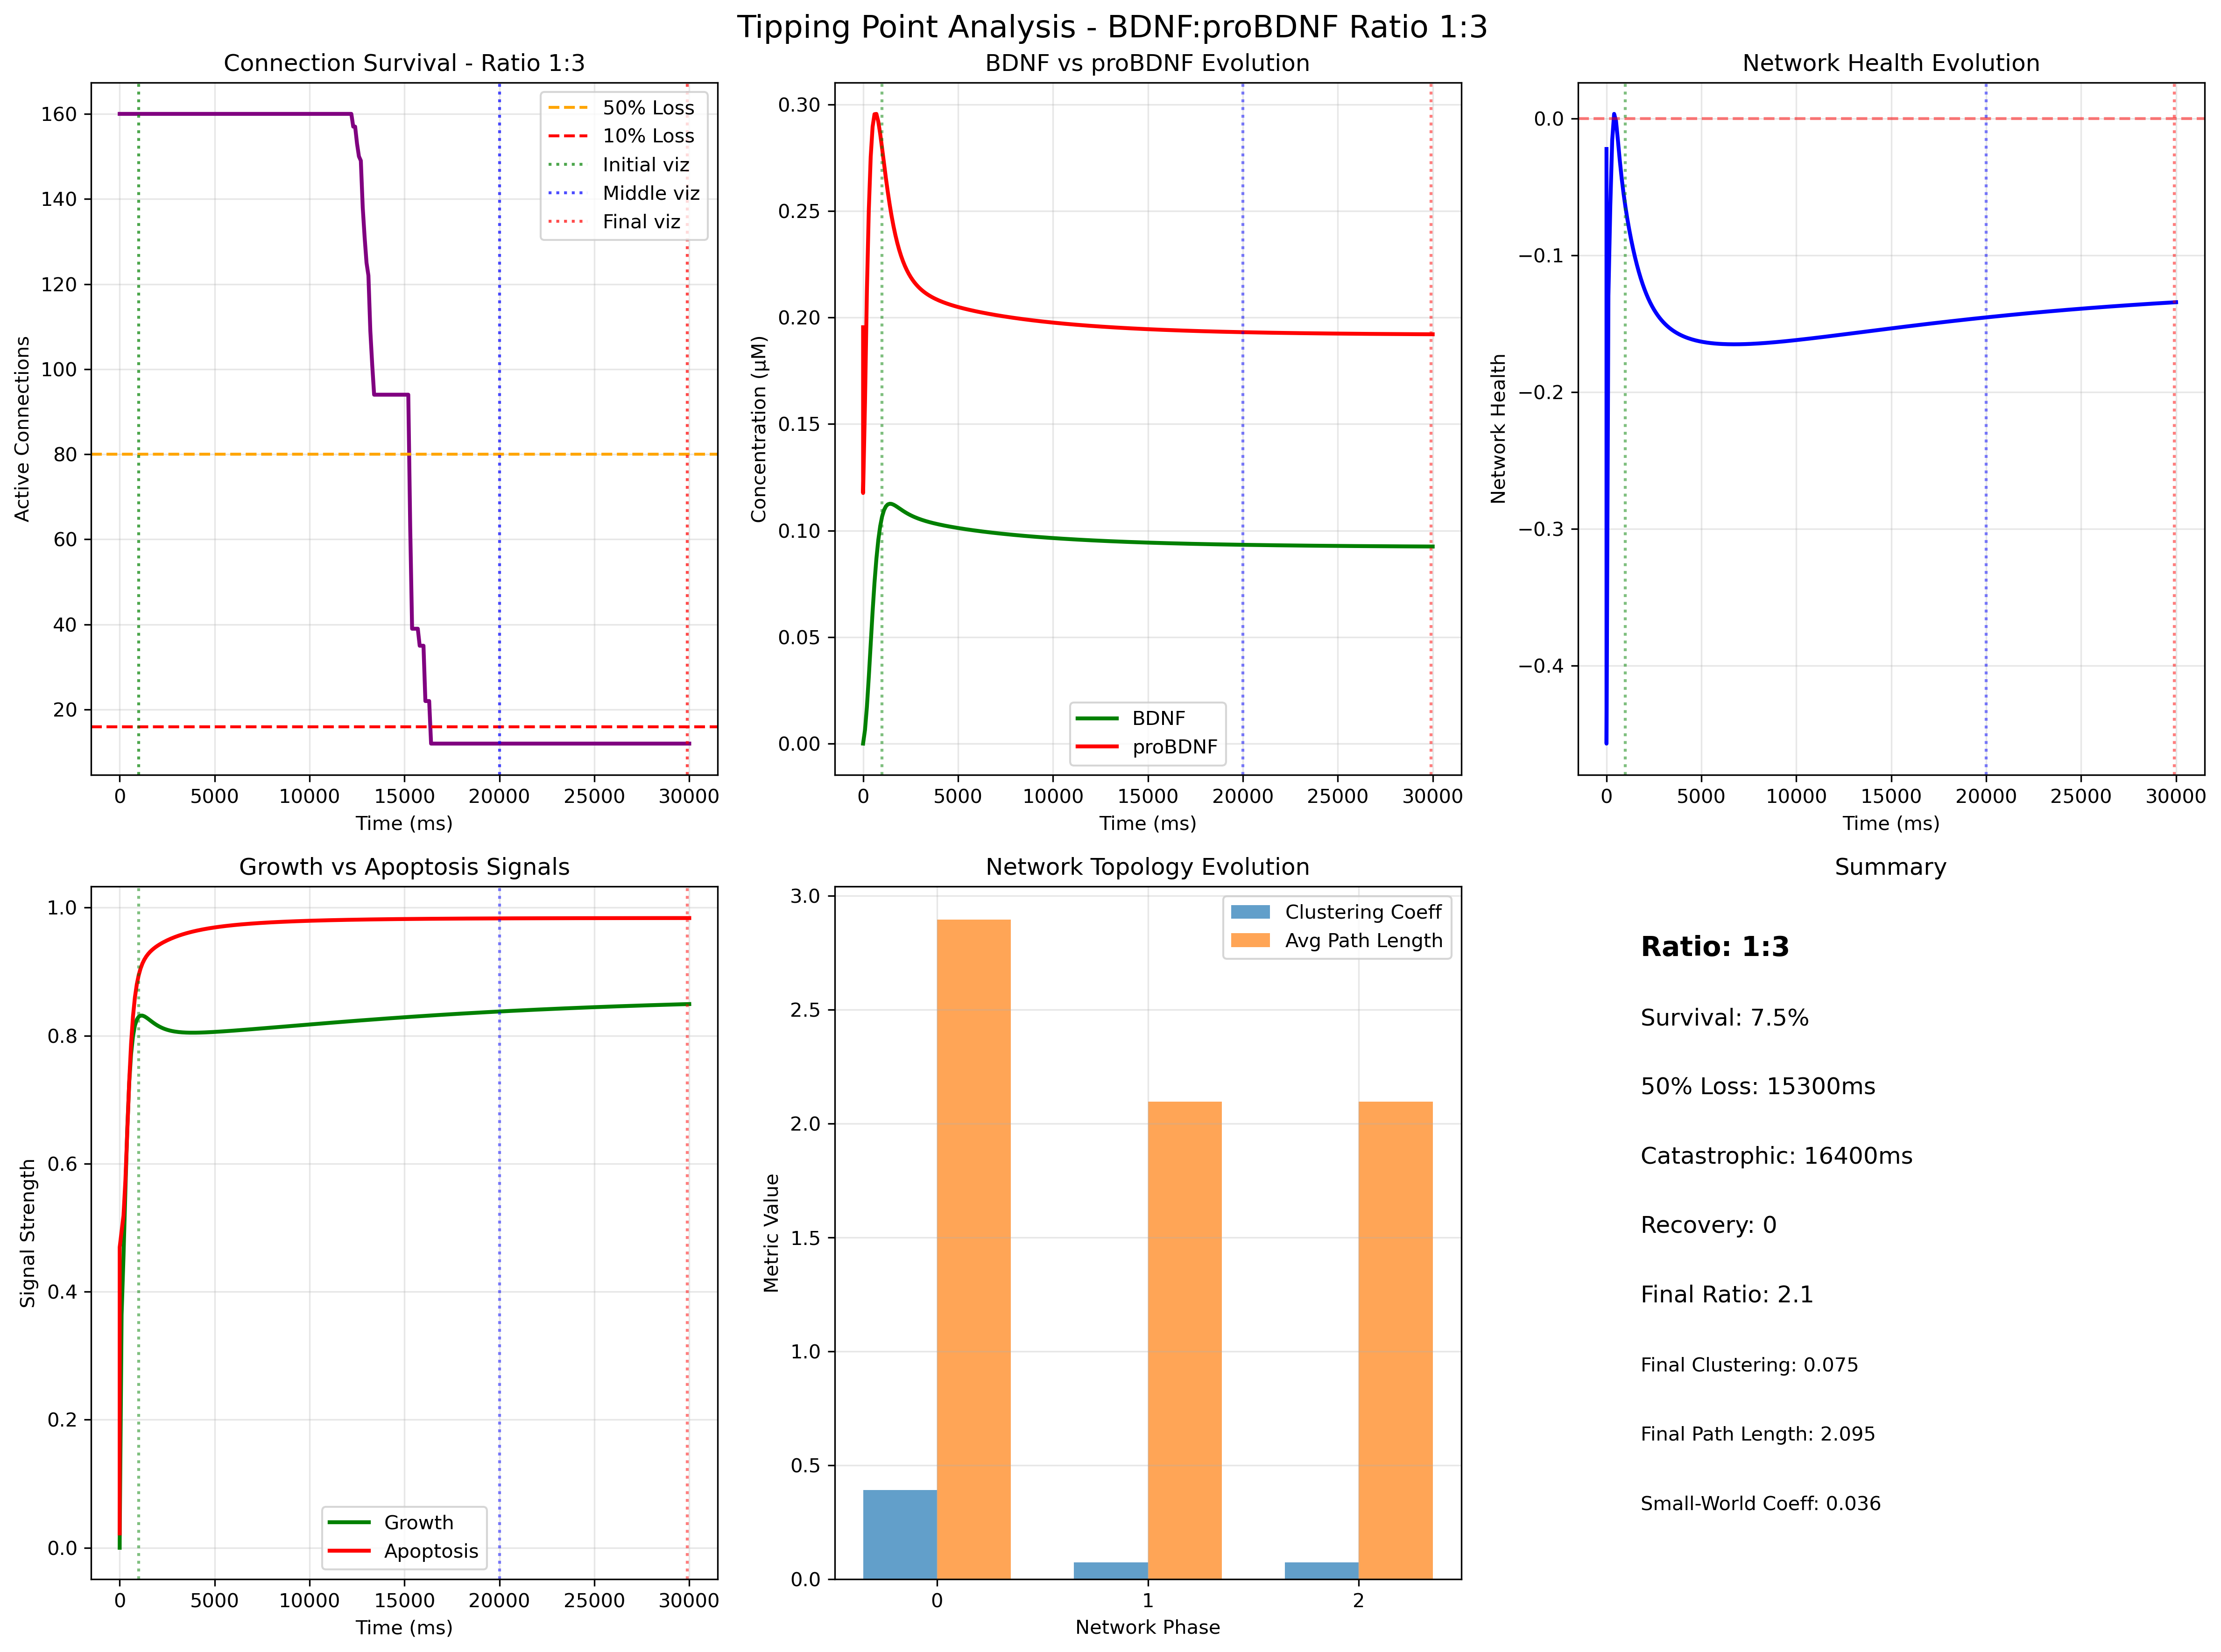 Tipping Point Analysis - BDNF:proBDNF Ratio 1:3
Connection Survival - Ratio 1:3
Active Connections
160
140
120
100
80
60
40
20
50% Loss
10% Loss
Initial viz
Middle viz
Final viz
0 5000 10000 15000 20000 25000 30000
Time (ms)
BDNF vs proBDNF Evolution
Concentration (μM)
0.30
0.25
0.20
0.15
0.10
0.05
0.00
BDNF
proBDNF
0 5000 10000 15000 20000 25000 30000
Time (ms)
Network Health Evolution
Network Health
0.0
−0.1
−0.2
−0.3
−0.4
0 5000 10000 15000 20000 25000 30000
Time (ms)
Growth vs Apoptosis Signals
Signal Strength
1.0
0.8
0.6
0.4
0.2
0.0
Growth
Apoptosis
0 5000 10000 15000 20000 25000 30000
Time (ms)
Network Topology Evolution
Metric Value
3.0
2.5
2.0
1.5
1.0
0.5
0.0
Clustering Coeff
Avg Path Length
0 1 2
Network Phase
Summary
Ratio: 1:3
Survival: 7.5%
50% Loss: 15300ms
Catastrophic: 16400ms
Recovery: 0
Final Ratio: 2.1
Final Clustering: 0.075
Final Path Length: 2.095
Small-World Coeff: 0.036